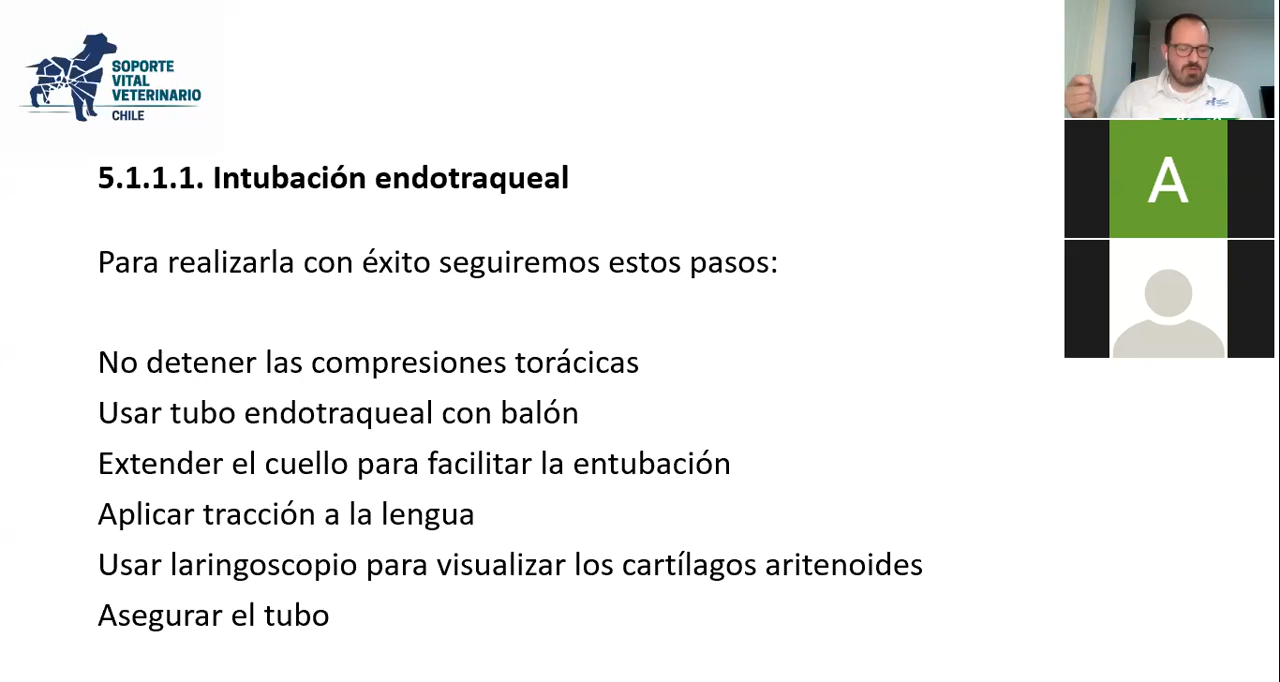 SOPORTE
VITAL
VETERINARIO
CHILE
5.1.1.1. Intubación endotraqueal
Para realizarla con éxito seguiremos estos pasos:
No detener las compresiones torácicas
Usar tubo endotraqueal con balón
Extender el cuello para facilitar la entubación
Aplicar tracción a la lengua
Usar laringoscopio para visualizar los cartílagos aritenoides
Asegurar el tubo
A